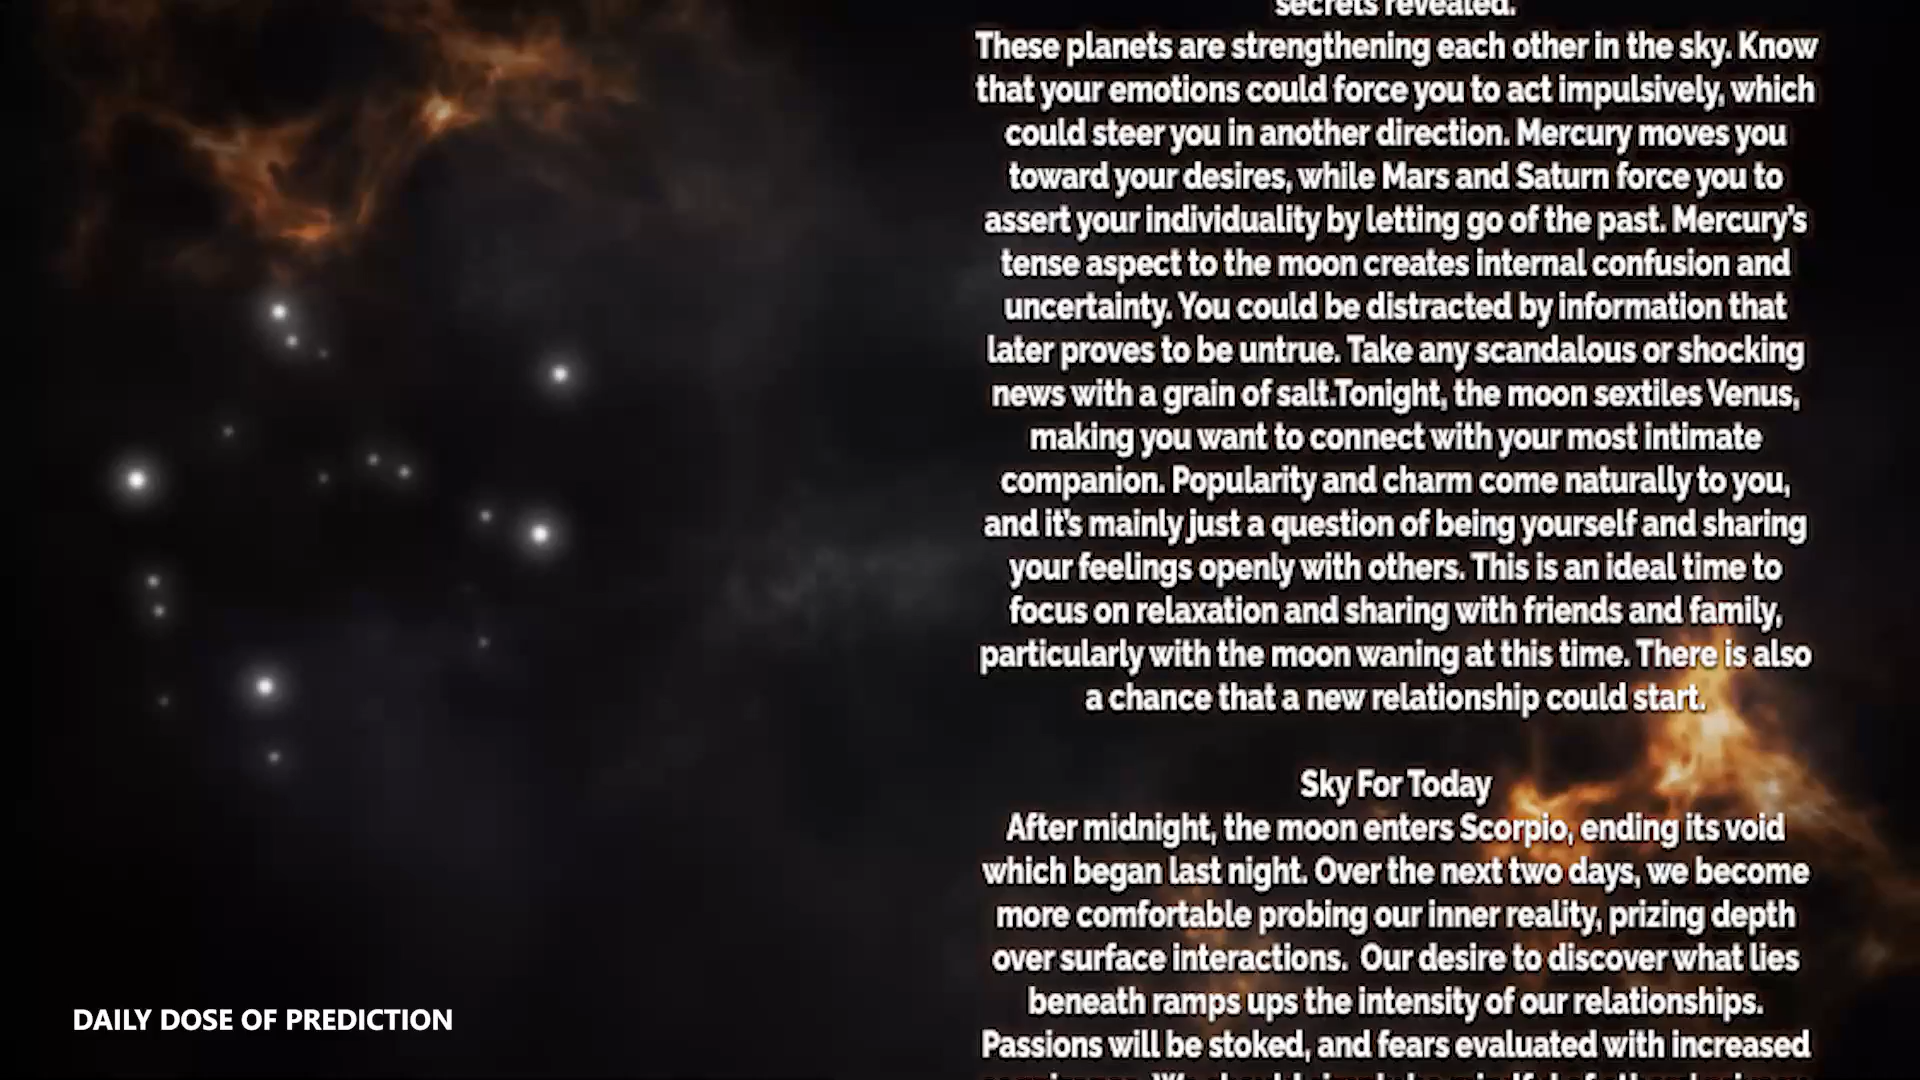 secrets revealed.
These planets are strengthening each other in the sky. Know
that your emotions could force you to act impulsively, which
could steer you in another direction. Mercury moves you
toward your desires, while Mars and Saturn force you to
assert your individuality by letting go of the past. Mercury's
tense aspect to the moon creates internal confusion and
uncertainty. You could be distracted by information that
later proves to be untrue. Take any scandalous or shocking
news with a grain of salt.Tonight, the moon sextiles Venus,
making you want to connect with your most intimate
companion. Popularity and charm come naturally to you,
and it's mainly just a question of being yourself and sharing
your feelings openly with others. This is an ideal time to
focus on relaxation and sharing with friends and family,
particularly with the moon waning at this time. There is also
a chance that a new relationship could start.
Sky For Today
After midnight, the moon enters Scorpio, ending its void
which began last night. Over the next two days, we become
more comfortable probing our inner reality, prizing depth
over surface interactions.  Our desire to discover what lies
beneath ramps ups the intensity of our relationships.
Passions will be stoked, and fears evaluated with increased
DAILY DOSE OF PREDICTION